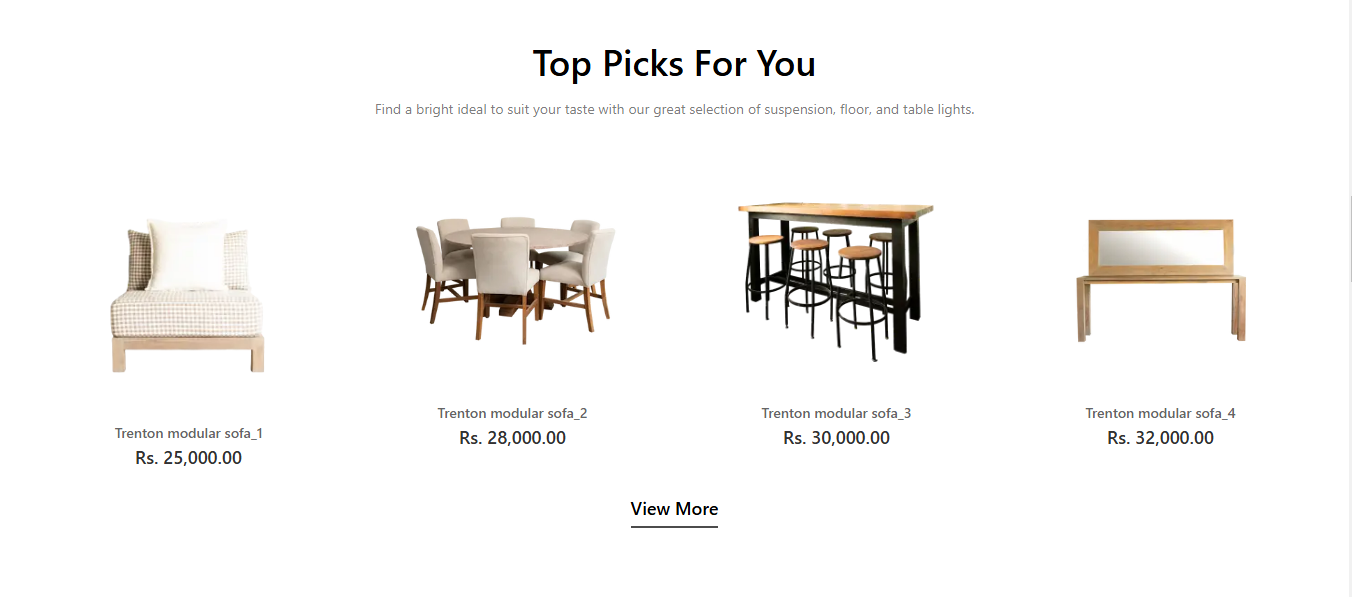 Top Picks For You
Find a bright ideal to suit your taste with our great selection of suspension, floor, and table lights.
Trenton modular sofa_1
Rs. 25,000.00
Trenton modular sofa_2
Rs. 28,000.00
Trenton modular sofa_3
Rs. 30,000.00
Trenton modular sofa_4
Rs. 32,000.00
View More